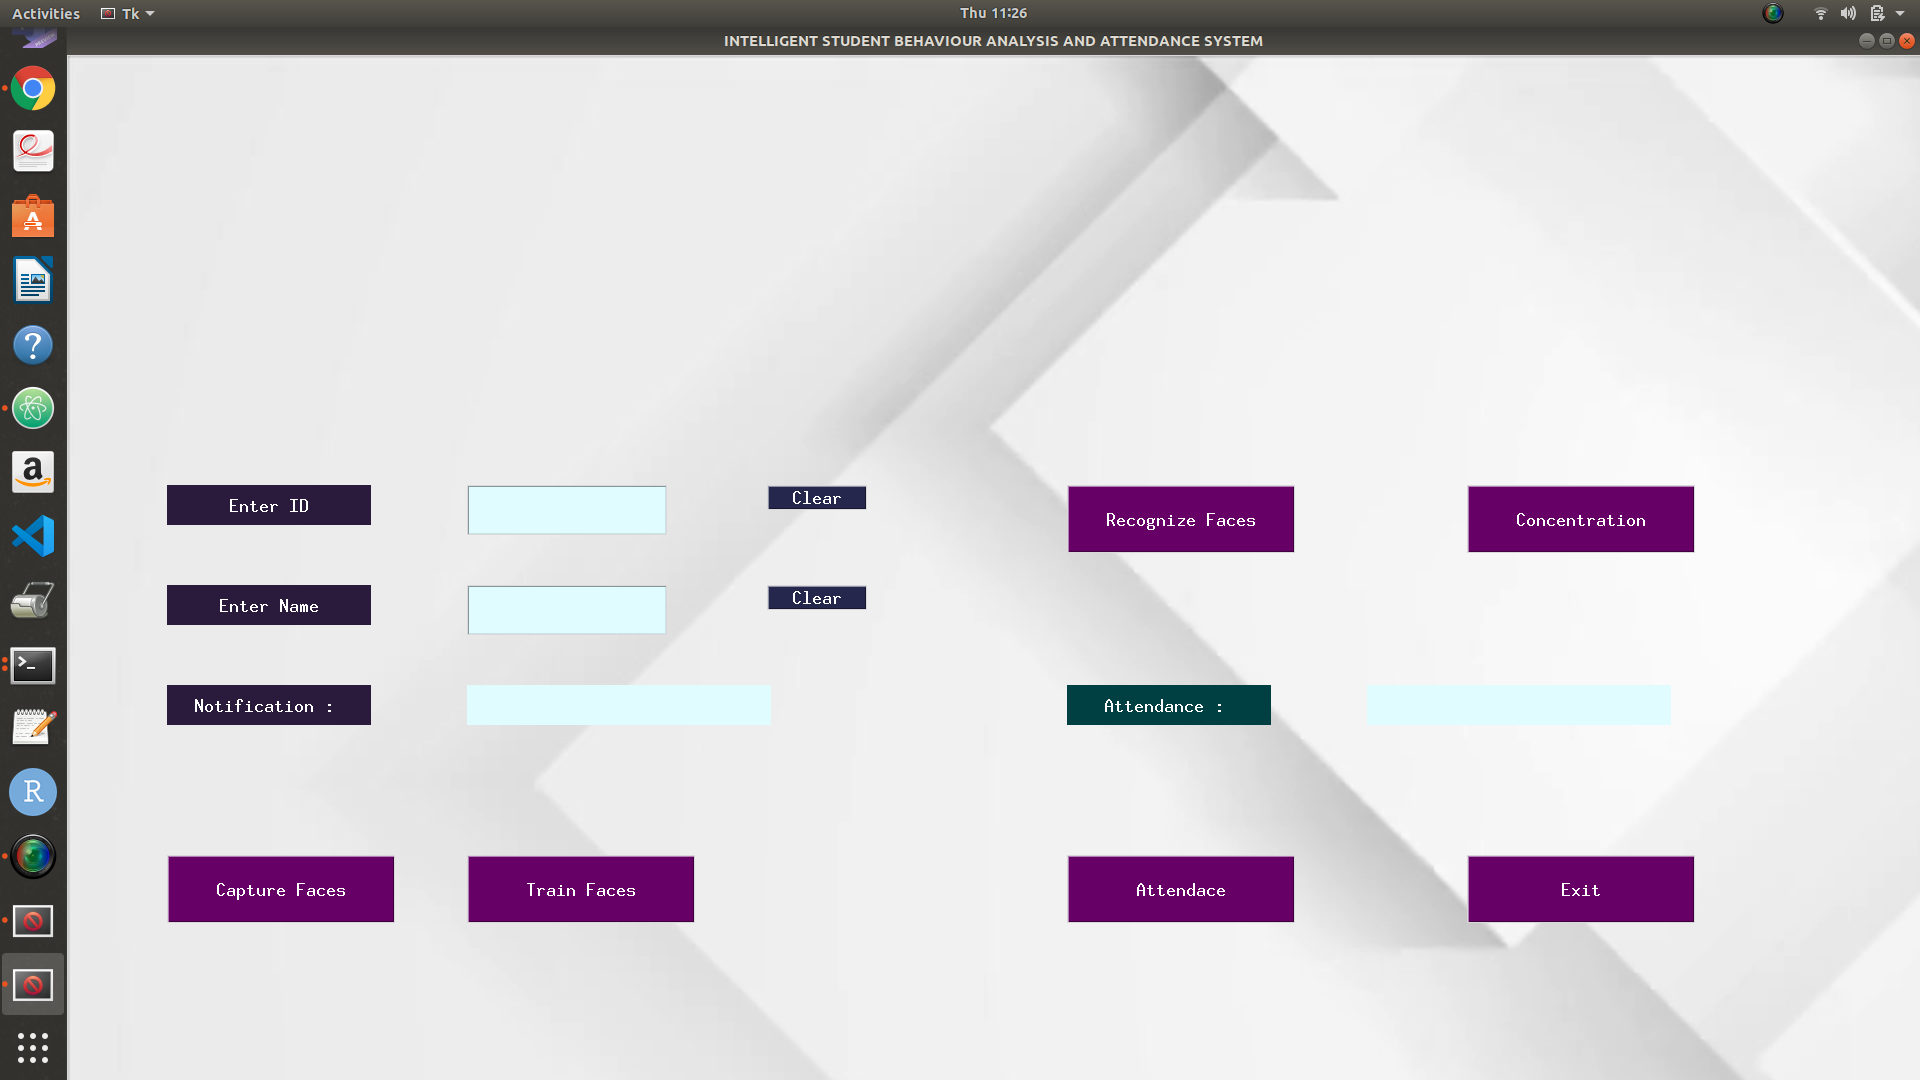 Activities Tk Thu 11:26
INTELLIGENT STUDENT BEHAVIOUR ANALYSIS AND ATTENDANCE SYSTEM
Enter ID Clear Recognize Faces Concentration
Enter Name Clear
Notification : Attendance :
Capture Faces Train Faces Attendace Exit